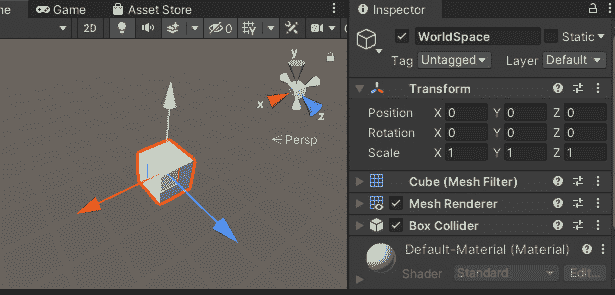 ne
Game
Asset Store
2D
0
y
x
z
Persp
Inspector
WorldSpace
Static
Tag Untagged Layer Default
Transform
Position X 0 Y 0 Z 0
Rotation X 0 Y 0 Z 0
Scale X 1 Y 1 Z 1
Cube (Mesh Filter)
Mesh Renderer
Box Collider
Default-Material (Material)
Shader Standard Edit...